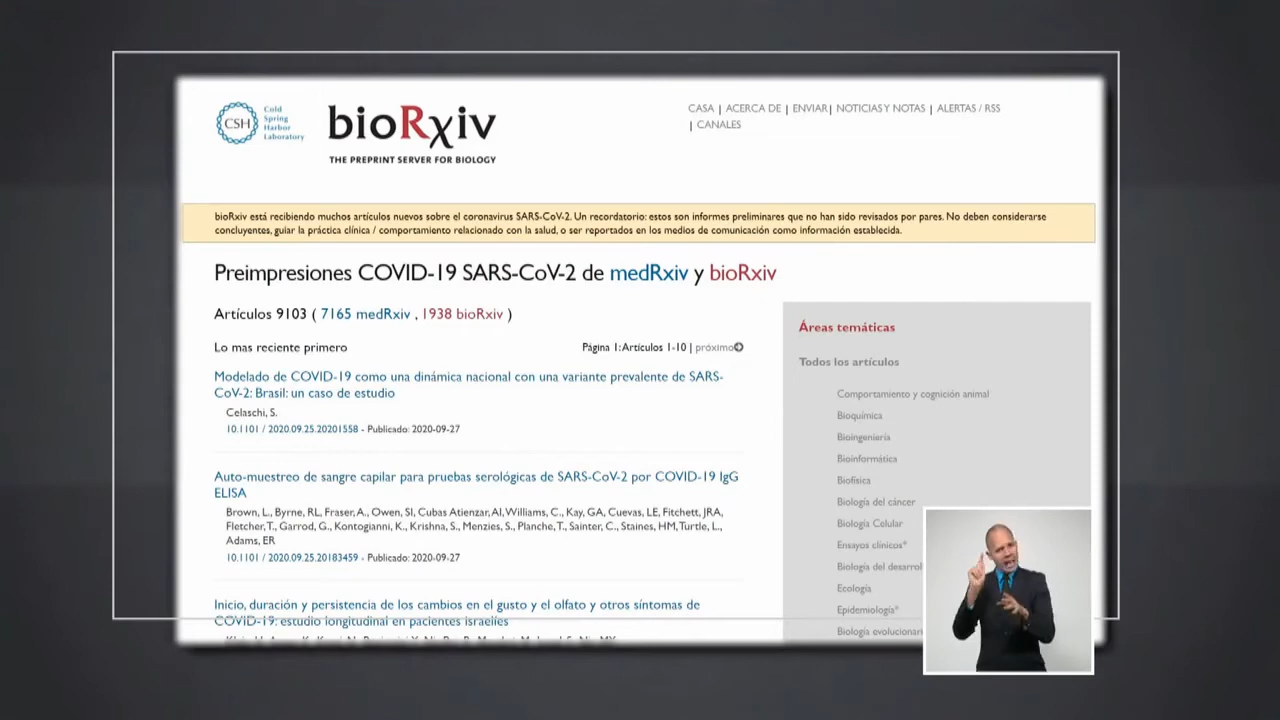 CSH
Cold
Spring
Harbor
Laboratory
bioRxiv
THE PREPRINT SERVER FOR BIOLOGY
CASA | ACERCA DE | ENVIAR| NOTICIAS Y NOTAS | ALERTAS / RSS
| CANALES
bioRxiv está recibiendo muchos artículos nuevos sobre el coronavirus SARS-CoV-2. Un recordatorio: estos son informes preliminares que no han sido revisados por pares. No deben considerarse
concluyentes, guiar la práctica clínica / comportamiento relacionado con la salud, o ser reportados en los medios de comunicación como información establecida.
Preimpresiones COVID-19 SARS-CoV-2 de medRxiv y bioRxiv
Artículos 9103 ( 7165 medRxiv , 1938 bioRxiv )
Lo mas reciente primero
Página 1: Artículos 1-10 | próximo
Modelado de COVID-19 como una dinámica nacional con una variante prevalente de SARS-
CoV-2: Brasil: un caso de estudio
Celaschi, S.
10.1101 / 2020.09.25.20201558 - Publicado: 2020-09-27
Auto-muestreo de sangre capilar para pruebas serológicas de SARS-CoV-2 por COVID-19 IgG
ELISA
Brown, L., Byrne, RL, Fraser, A., Owen, SI, Cubas Atienzar, AI, Williams, C., Kay, GA, Cuevas, LE, Fitchett, JRA,
Fletcher, T., Garrod, G., Kontogianni, K., Krishna, S., Menzies, S., Planche, T., Sainter, C., Staines, HM, Turtle, L.,
Adams, ER
10.1101 / 2020.09.25.20183459 - Publicado: 2020-09-27
Inicio, duración y persistencia de los cambios en el gusto y el olfato y otros síntomas de
COVID-19: estudio longitudinal en pacientes israelíes
Áreas temáticas
Todos los artículos
Comportamiento y cognición animal
Bioquímica
Bioingeniería
Bioinformática
Biofísica
Biología del cáncer
Biología Celular
Ensayos clínicos*
Biología del desarrol
Ecología
Epidemiología*
Biología evolucionari